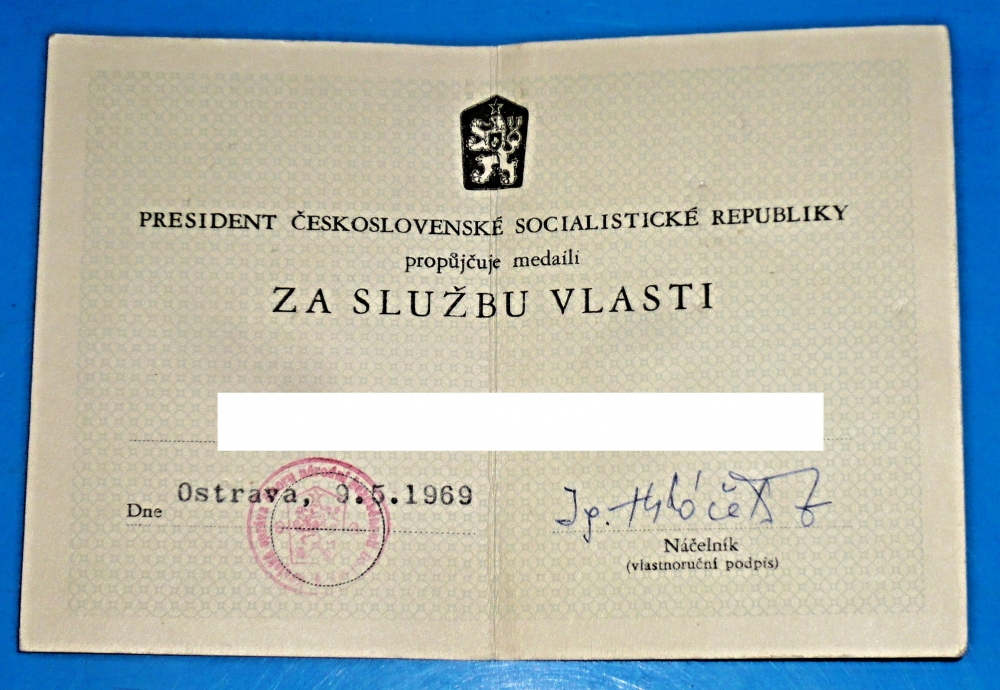 PRESIDENT ČESKOSLOVENSKÉ SOCIALISTICKÉ REPUBLIKY
propůjčuje medaili
ZA SLUŽBU VLASTI
Dne Ostrava, 9.5.1969
Náčelník
(vlastnoruční podpis)